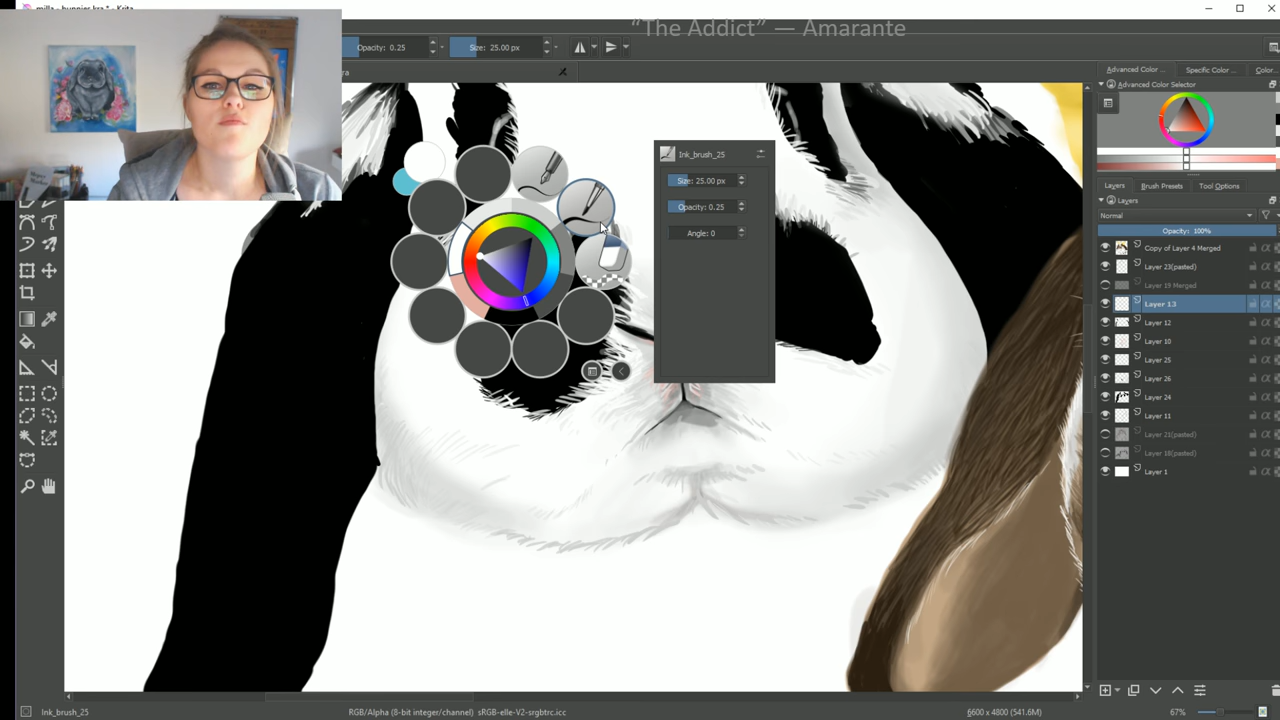 milla - bunnies.kra * - Krita
"The Addict" — Amarante
Opacity: 0.25
Size: 25.00 px
ra
Advanced Color ...
Specific Color ...
Color...
Advanced Color Selector
Ink_brush_25
Size: 25.00 px
Opacity: 0.25
Angle: 0
Layers
Brush Presets
Tool Options
Layers
Normal
Opacity: 100%
Copy of Layer 4 Merged
Layer 23(pasted)
Layer 19 Merged
Layer 13
Layer 12
Layer 10
Layer 25
Layer 26
Layer 24
Layer 11
Layer 21(pasted)
Layer 18(pasted)
Layer 1
Ink_brush_25
RGB/Alpha (8-bit integer/channel) sRGB-elle-V2-srgbtrc.icc
6600 x 4800 (541.6M)
67%